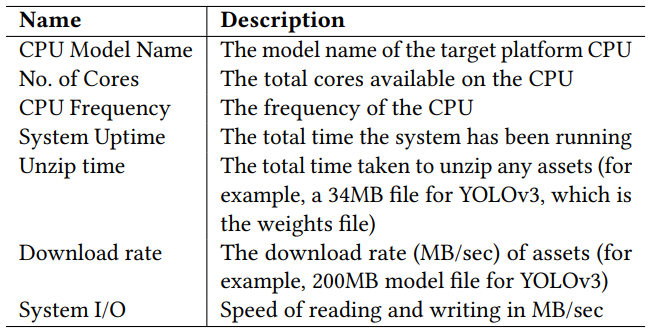 Name Description
CPU Model Name The model name of the target platform CPU
No. of Cores The total cores available on the CPU
CPU Frequency The frequency of the CPU
System Uptime The total time the system has been running
Unzip time The total time taken to unzip any assets (for
example, a 34MB file for YOLOv3, which is
the weights file)
Download rate The download rate (MB/sec) of assets (for
example, 200MB model file for YOLOv3)
System I/O Speed of reading and writing in MB/sec